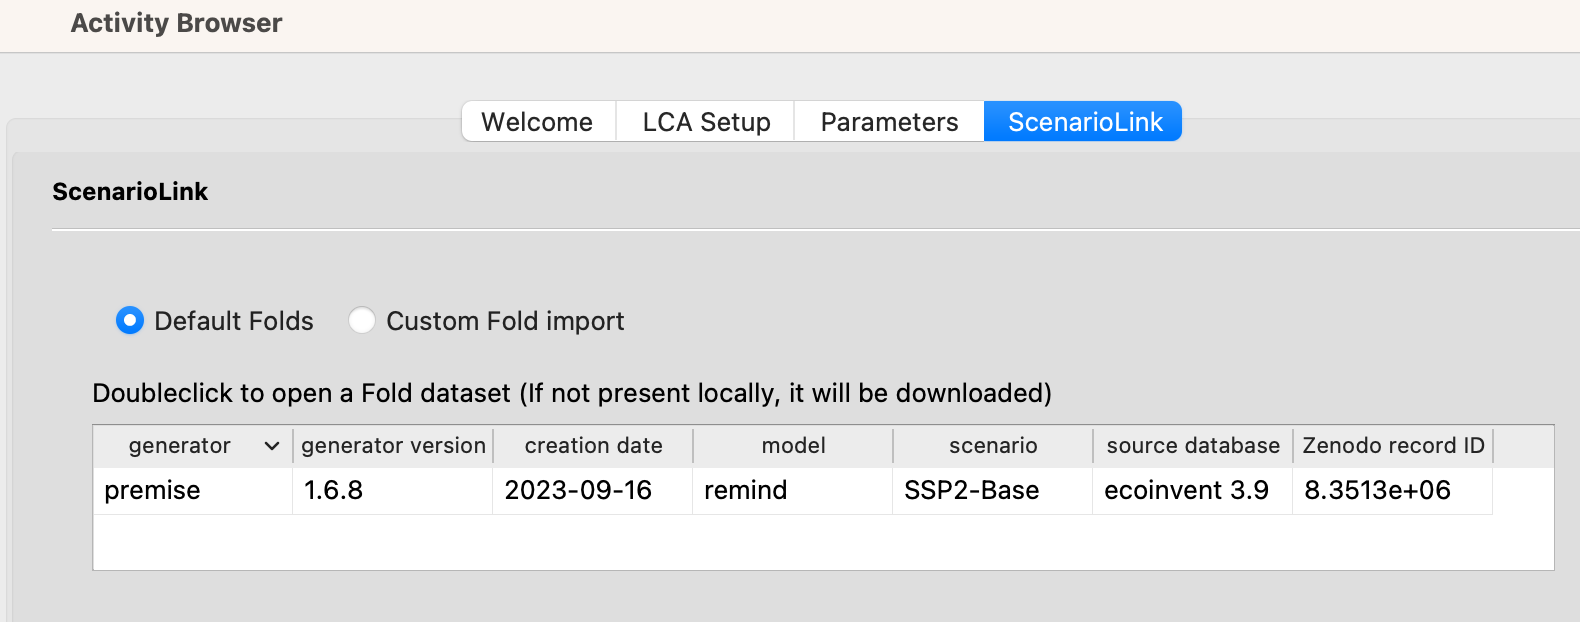 Activity Browser
Welcome LCA Setup Parameters ScenarioLink
ScenarioLink
Default Folds Custom Fold import
Doubleclick to open a Fold dataset (If not present locally, it will be downloaded)
generator generator version creation date model scenario source database Zenodo record ID
premise 1.6.8 2023-09-16 remind SSP2-Base ecoinvent 3.9 8.3513e+06